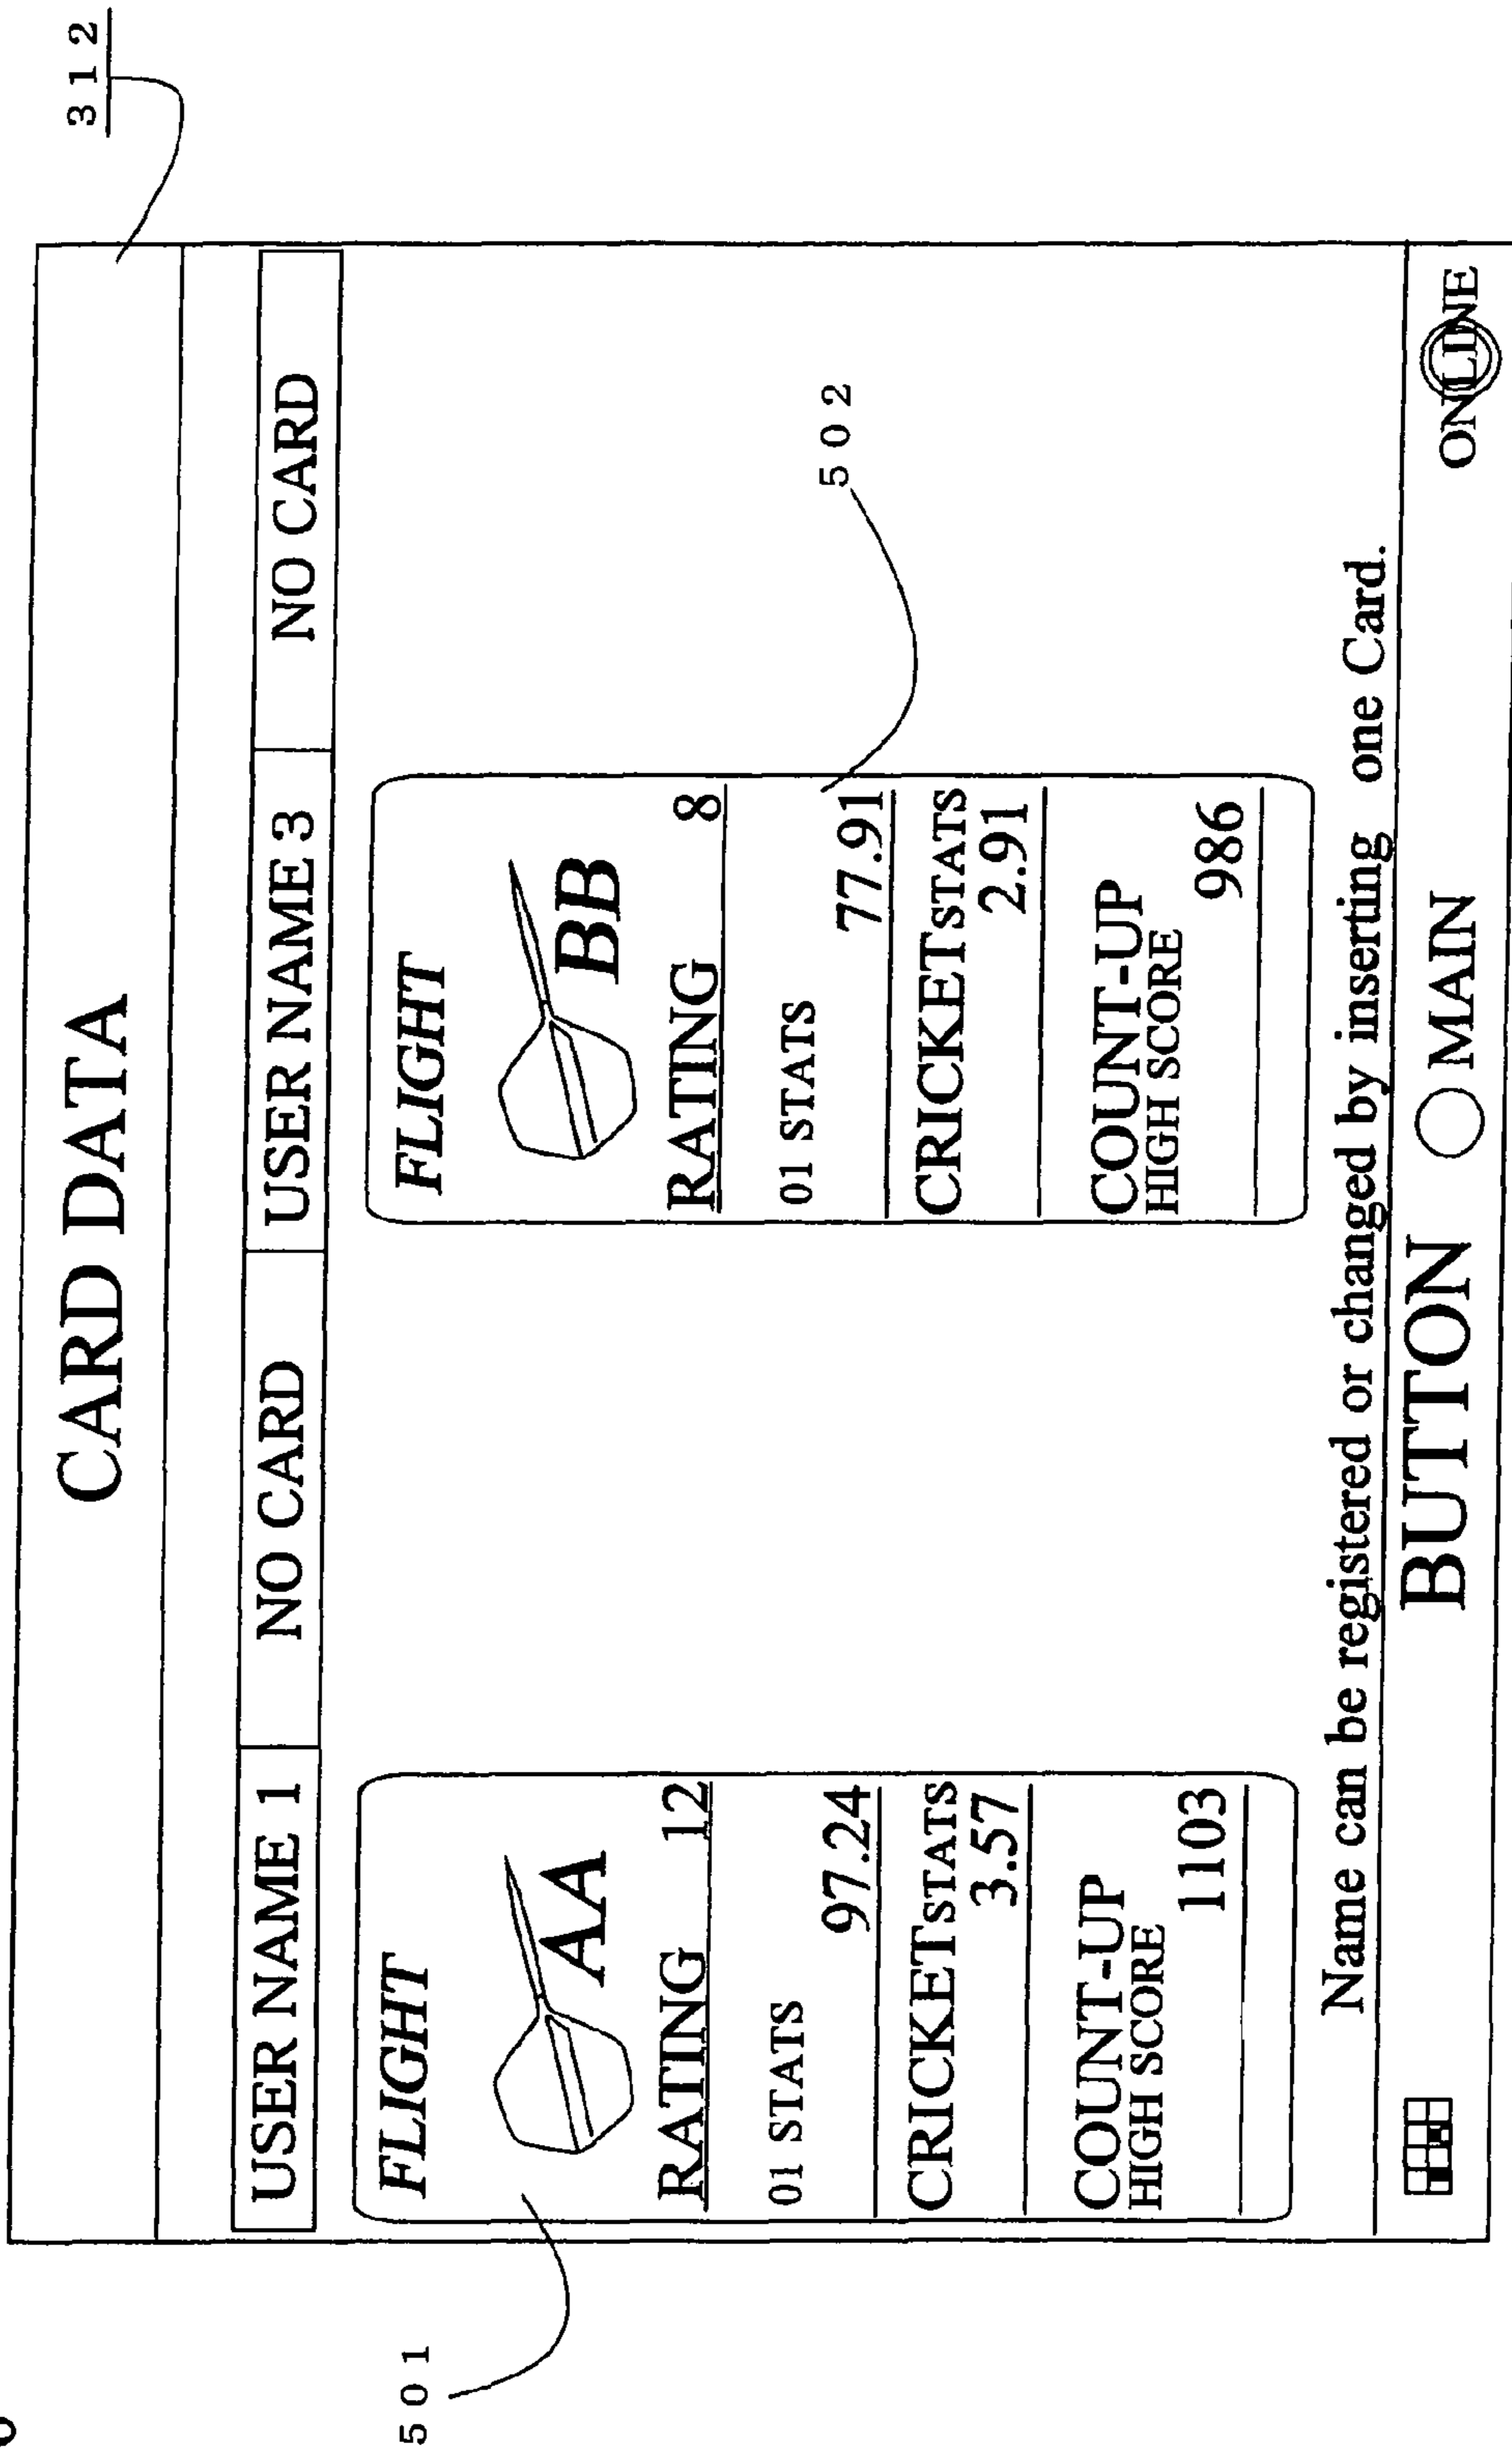 312
CARD DATA
USER NAME 1 NO CARD USER NAME 3 NO CARD
501
FLIGHT
AA
RATING 12
01 STATS
97.24
CRICKET STATS
3.57
COUNT-UP
HIGH SCORE
1103
502
FLIGHT
BB
RATING 8
01 STATS
77.91
CRICKET STATS
2.91
COUNT-UP
HIGH SCORE
986
Name can be registered or changed by inserting one Card.
BUTTON MAIN ONLINE